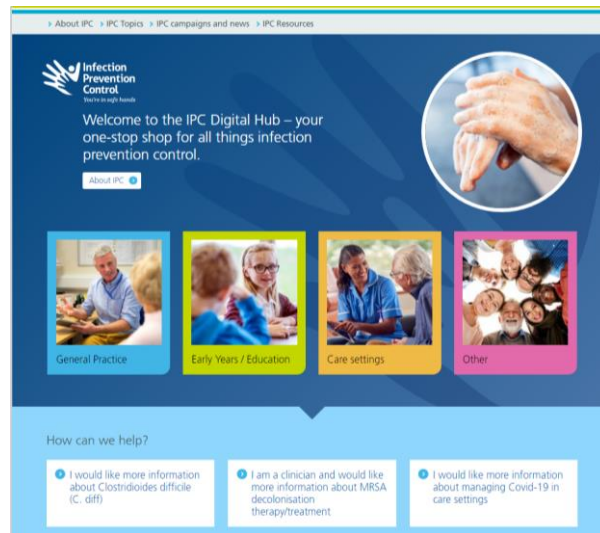 About IPC IPC Topics IPC campaigns and news IPC Resources
Infection
Prevention
Control
You're in safe hands
Welcome to the IPC Digital Hub – your
one-stop shop for all things infection
prevention control.
About IPC
General Practice
Early Years / Education
Care settings
Other
How can we help?
I would like more information
about Clostridioides difficile
(C. diff)
I am a clinician and would like
more information about MRSA
decolonisation
therapy/treatment
I would like more information
about managing Covid-19 in
care settings